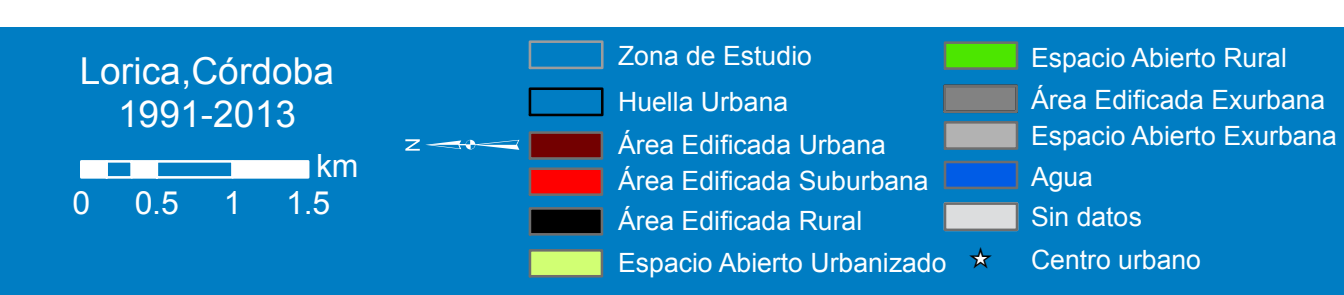 Lorica,Córdoba
1991-2013
km
0 0.5 1 1.5
N
Zona de Estudio
Huella Urbana
Área Edificada Urbana
Área Edificada Suburbana
Área Edificada Rural
Espacio Abierto Urbanizado
Espacio Abierto Rural
Área Edificada Exurbana
Espacio Abierto Exurbana
Agua
Sin datos
Centro urbano